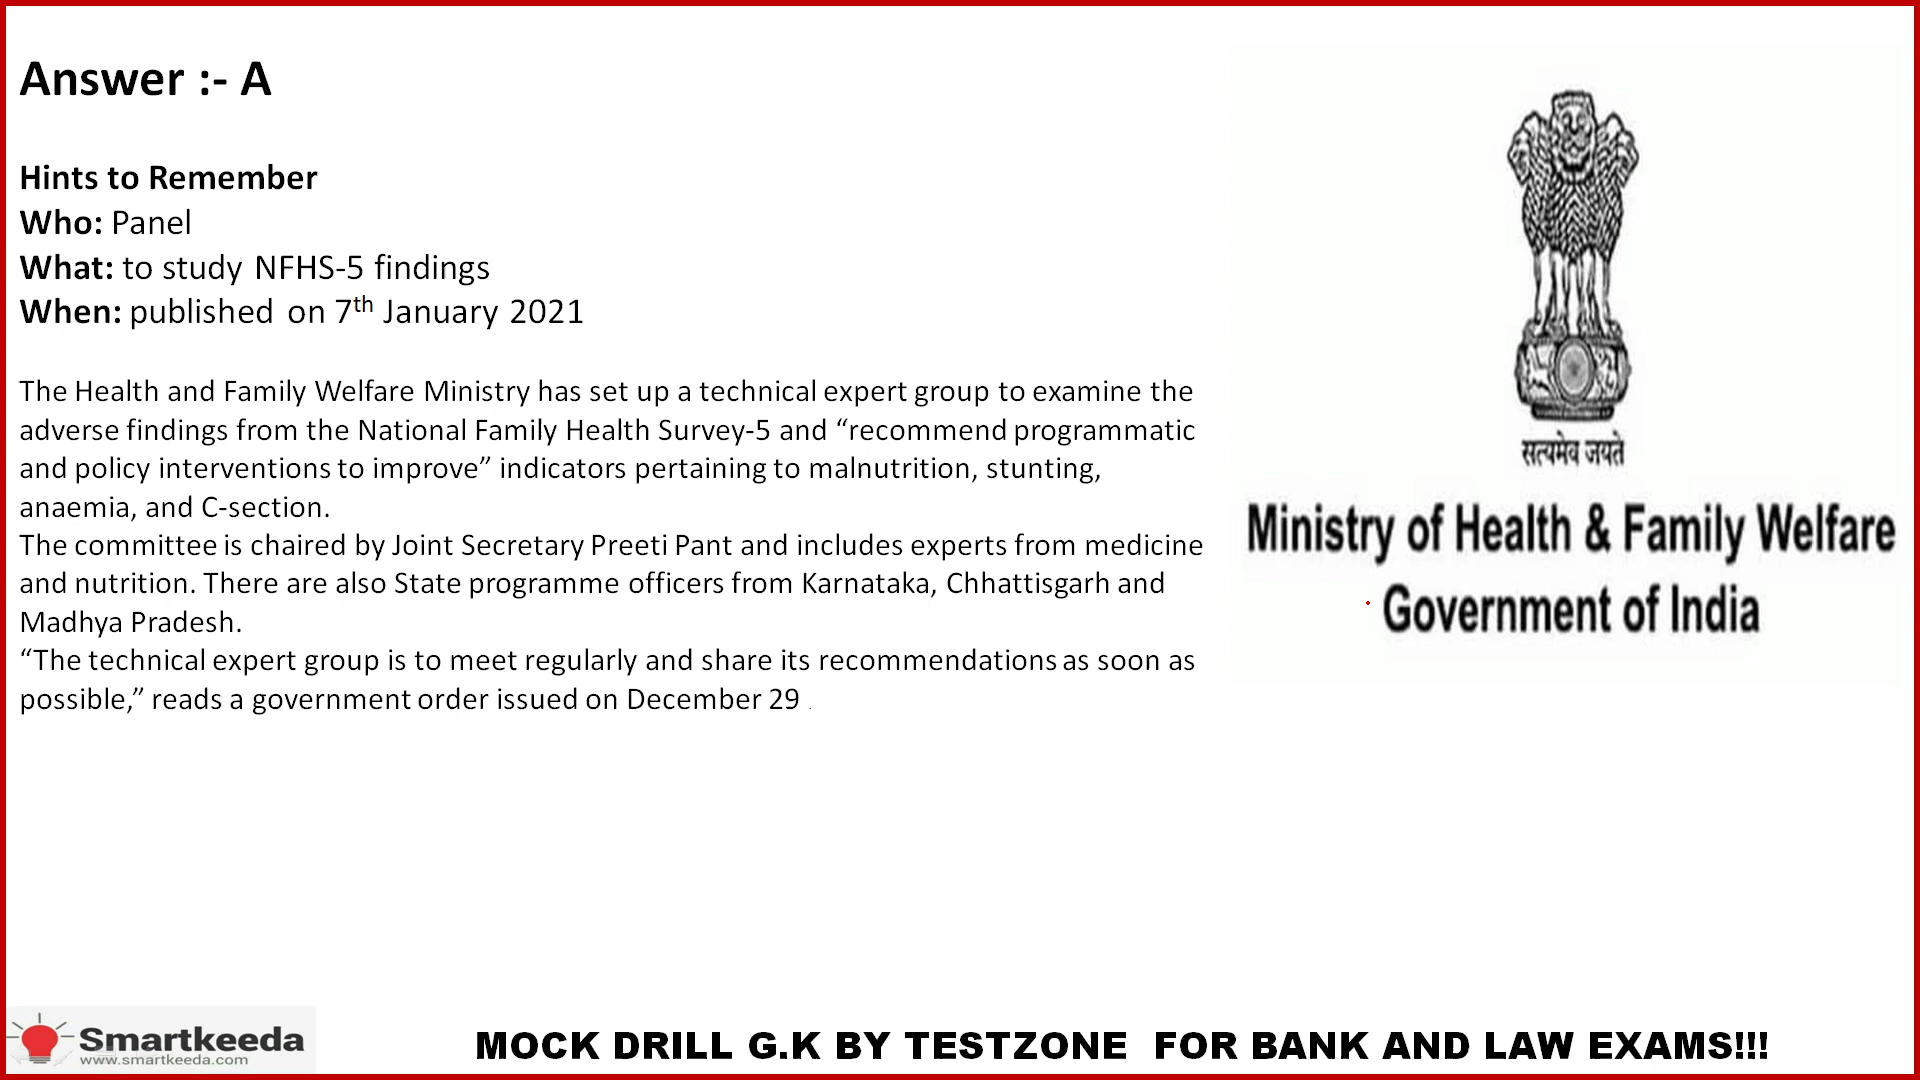 Answer :- A
Hints to Remember
Who: Panel
What: to study NFHS-5 findings
When: published on 7th January 2021
The Health and Family Welfare Ministry has set up a technical expert group to examine the
adverse findings from the National Family Health Survey-5 and “recommend programmatic
and policy interventions to improve” indicators pertaining to malnutrition, stunting,
anaemia, and C-section.
The committee is chaired by Joint Secretary Preeti Pant and includes experts from medicine
and nutrition. There are also State programme officers from Karnataka, Chhattisgarh and
Madhya Pradesh.
“The technical expert group is to meet regularly and share its recommendations as soon as
possible,” reads a government order issued on December 29 .
सत्यमेव जयते
Ministry of Health & Family Welfare
Government of India
Smartkeeda
www.smartkeeda.com
MOCK DRILL G.K BY TESTZONE FOR BANK AND LAW EXAMS!!!